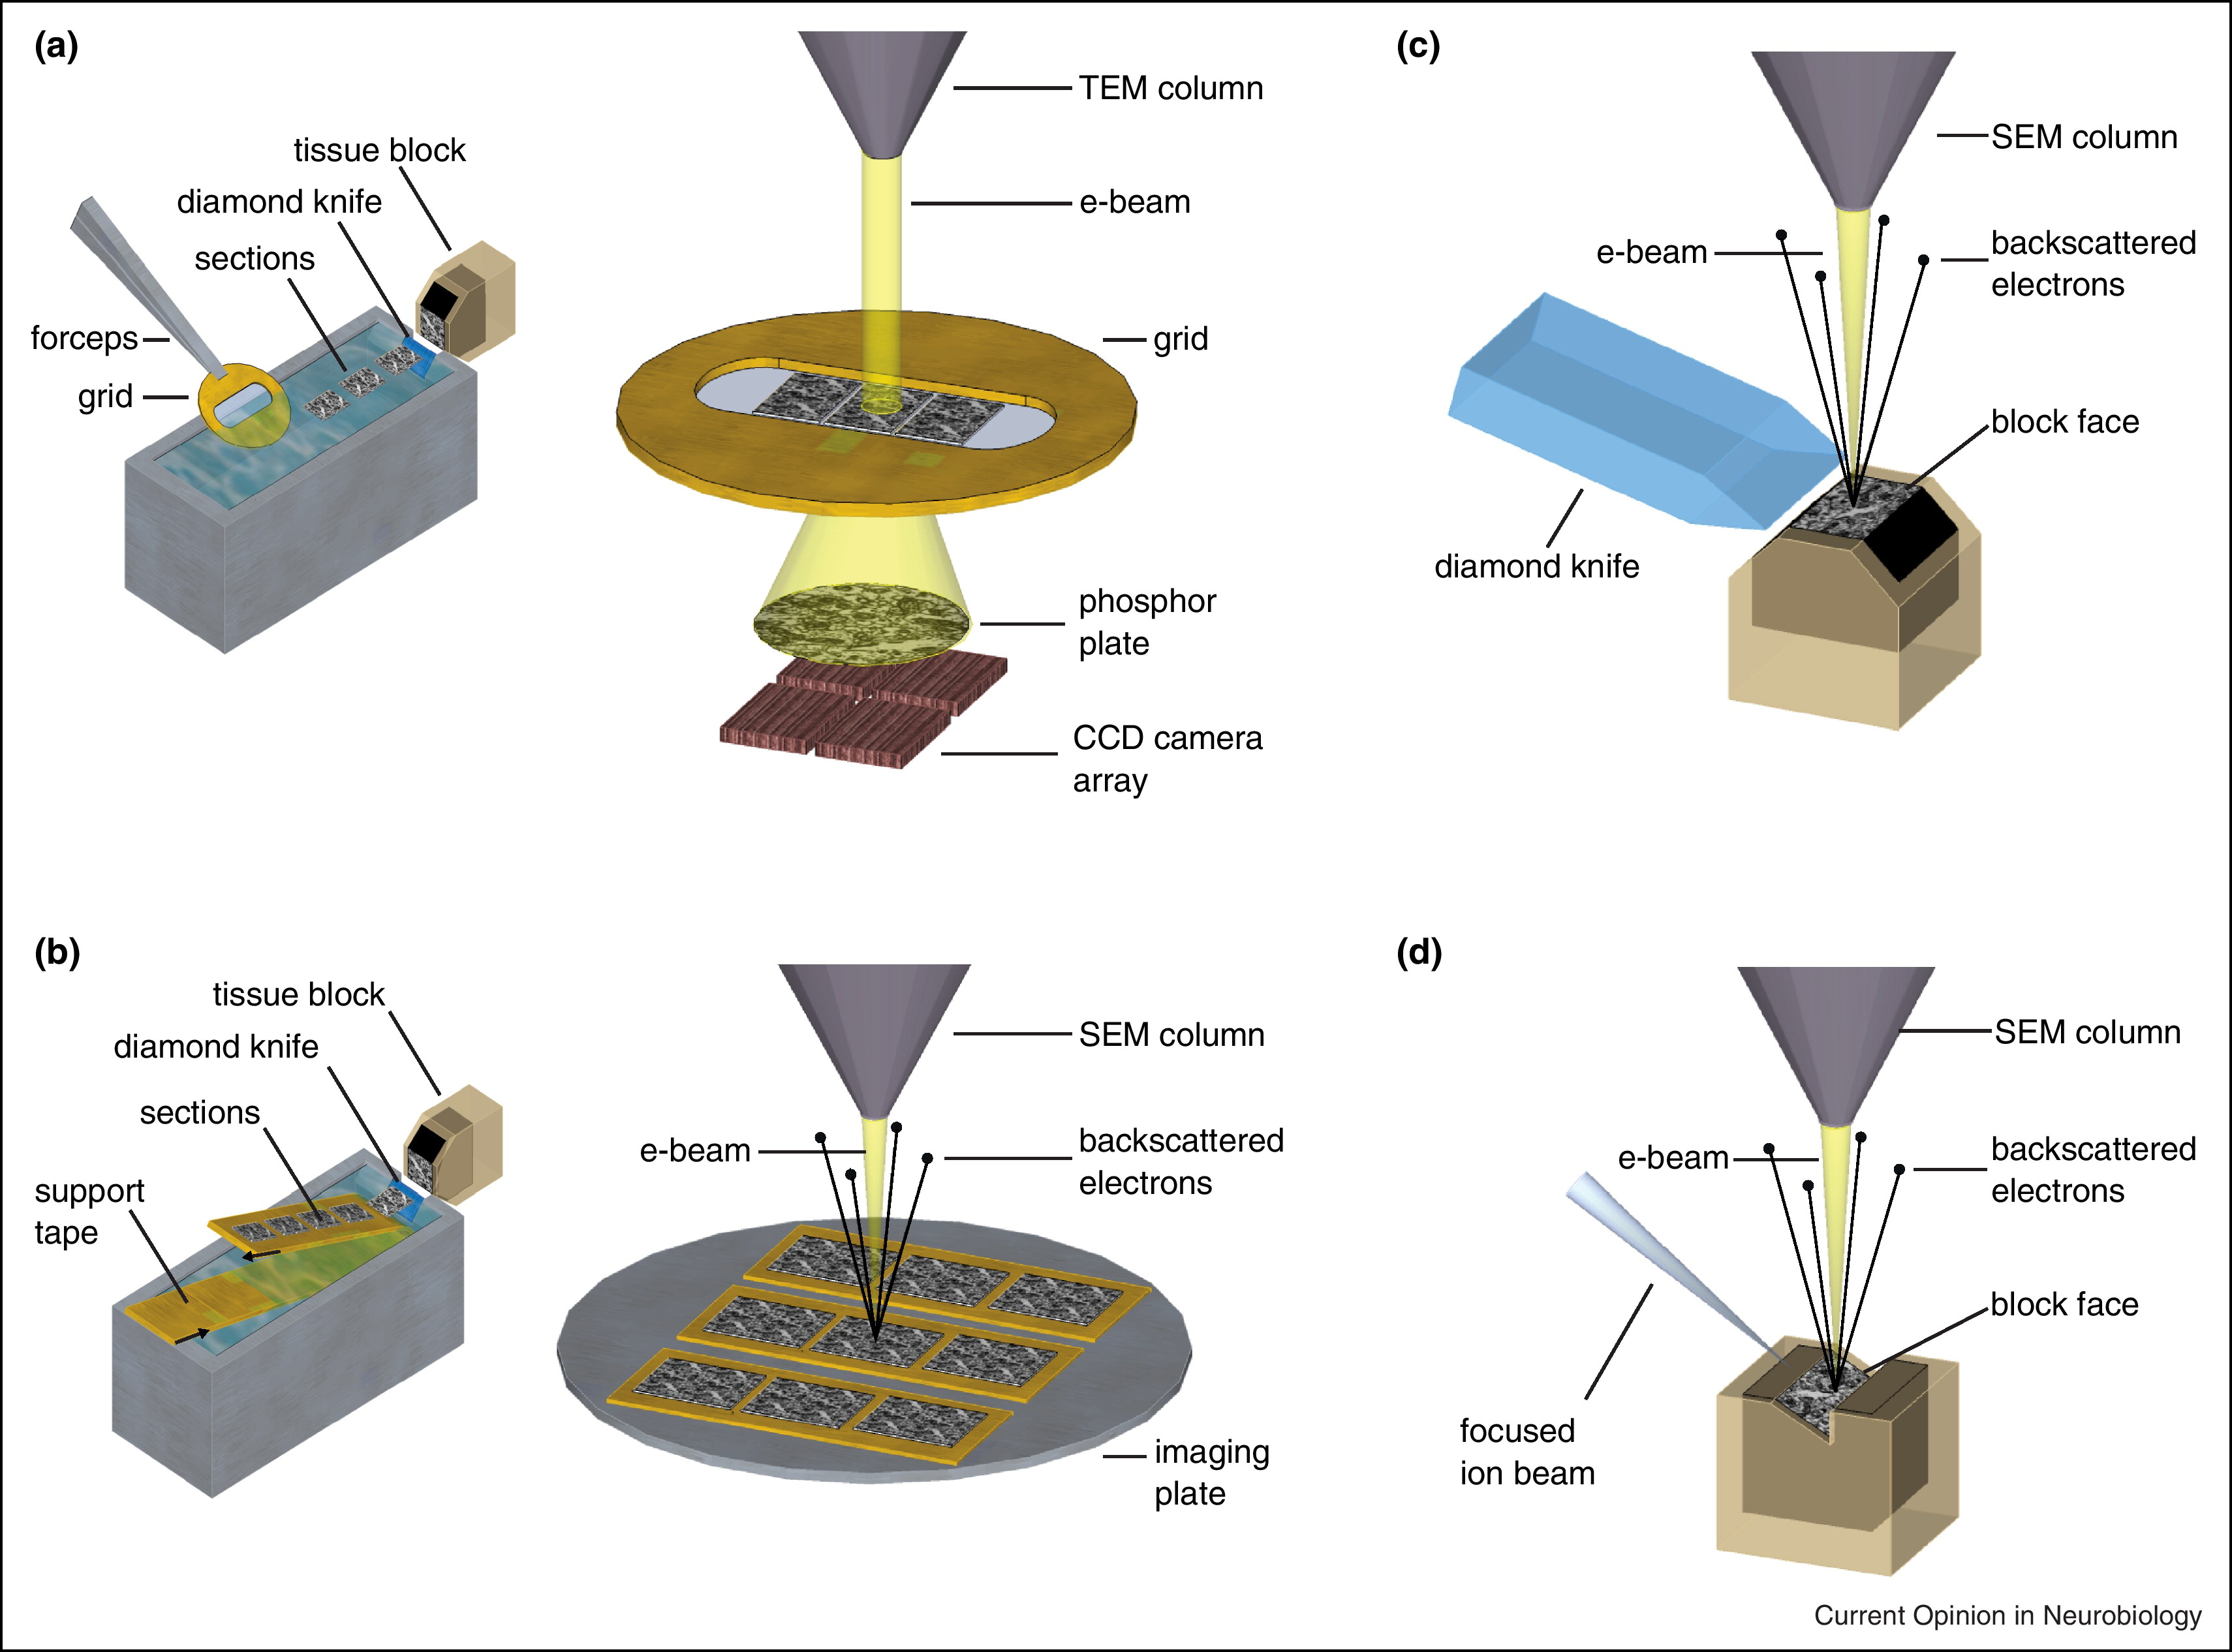 (a)
tissue block
diamond knife
sections
forceps
grid
TEM column
e-beam
grid
phosphor
plate
CCD camera
array
(c)
SEM column
e-beam
backscattered
electrons
block face
diamond knife
(b)
tissue block
diamond knife
sections
support
tape
SEM column
e-beam
backscattered
electrons
imaging
plate
(d)
SEM column
e-beam
backscattered
electrons
block face
focused
ion beam
Current Opinion in Neurobiology